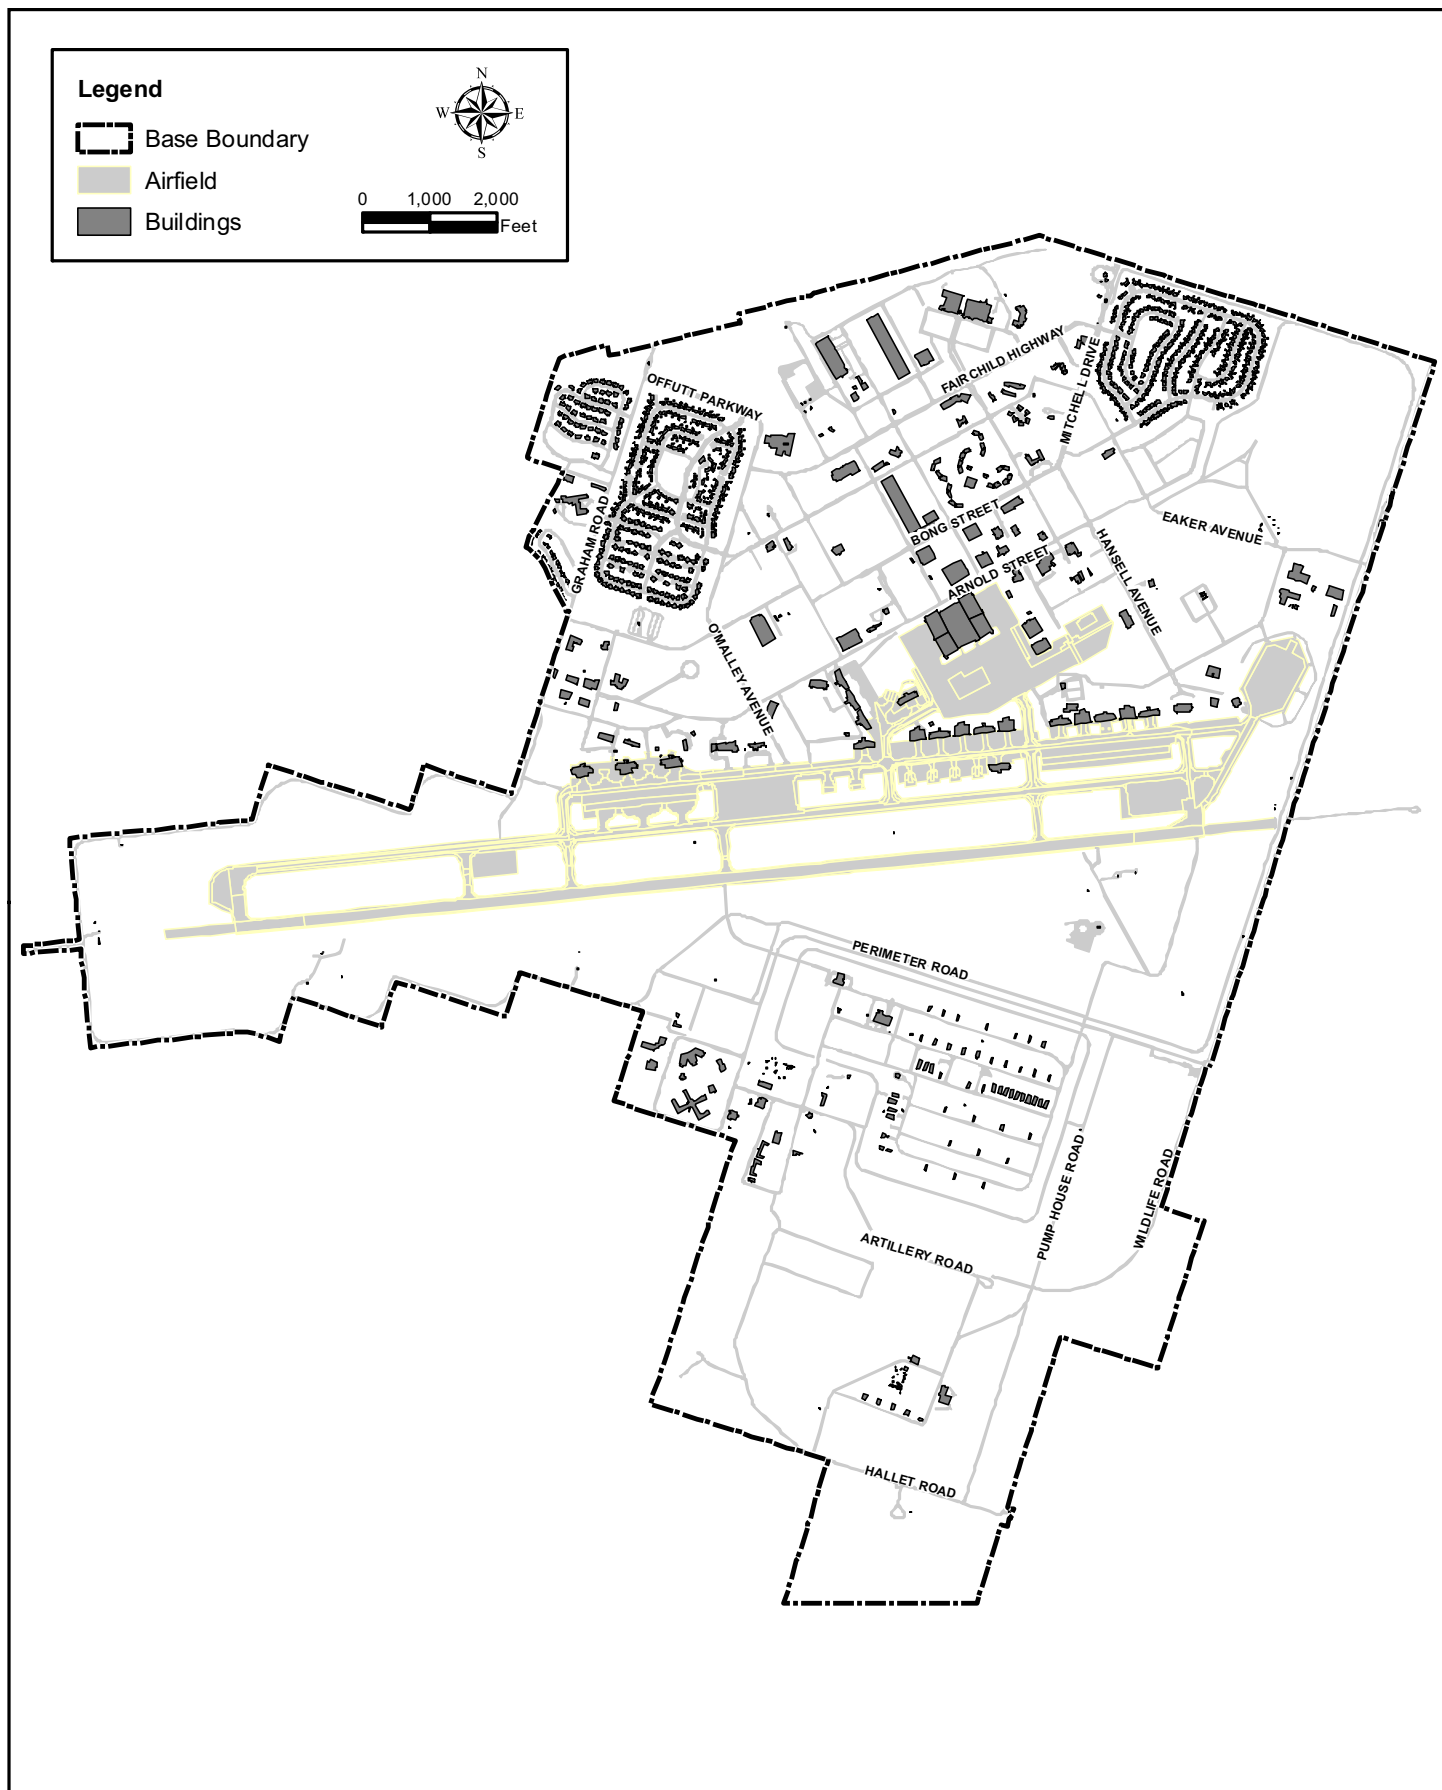 Legend
N
W E
S
Base Boundary
Airfield
Buildings
0 1,000 2,000
Feet
OFFUTT PARKWAY
FAIRCHILD HIGHWAY
MITCHELL DRIVE
GRAHAM ROAD
BONG STREET
EAKER AVENUE
ARNOLD STREET
HANSELL AVENUE
O'MALLEY AVENUE
PERIMETER ROAD
PUMP HOUSE ROAD
WILDLIFE ROAD
ARTILLERY ROAD
HALLET ROAD